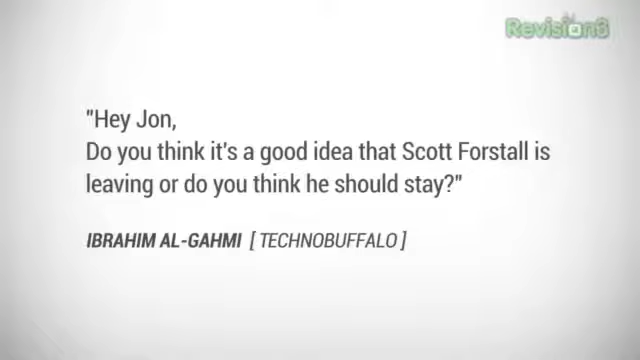 Revision3
"Hey Jon,
Do you think it's a good idea that Scott Forstall is
leaving or do you think he should stay?"
IBRAHIM AL-GAHMI [ TECHNOBUFFALO ]